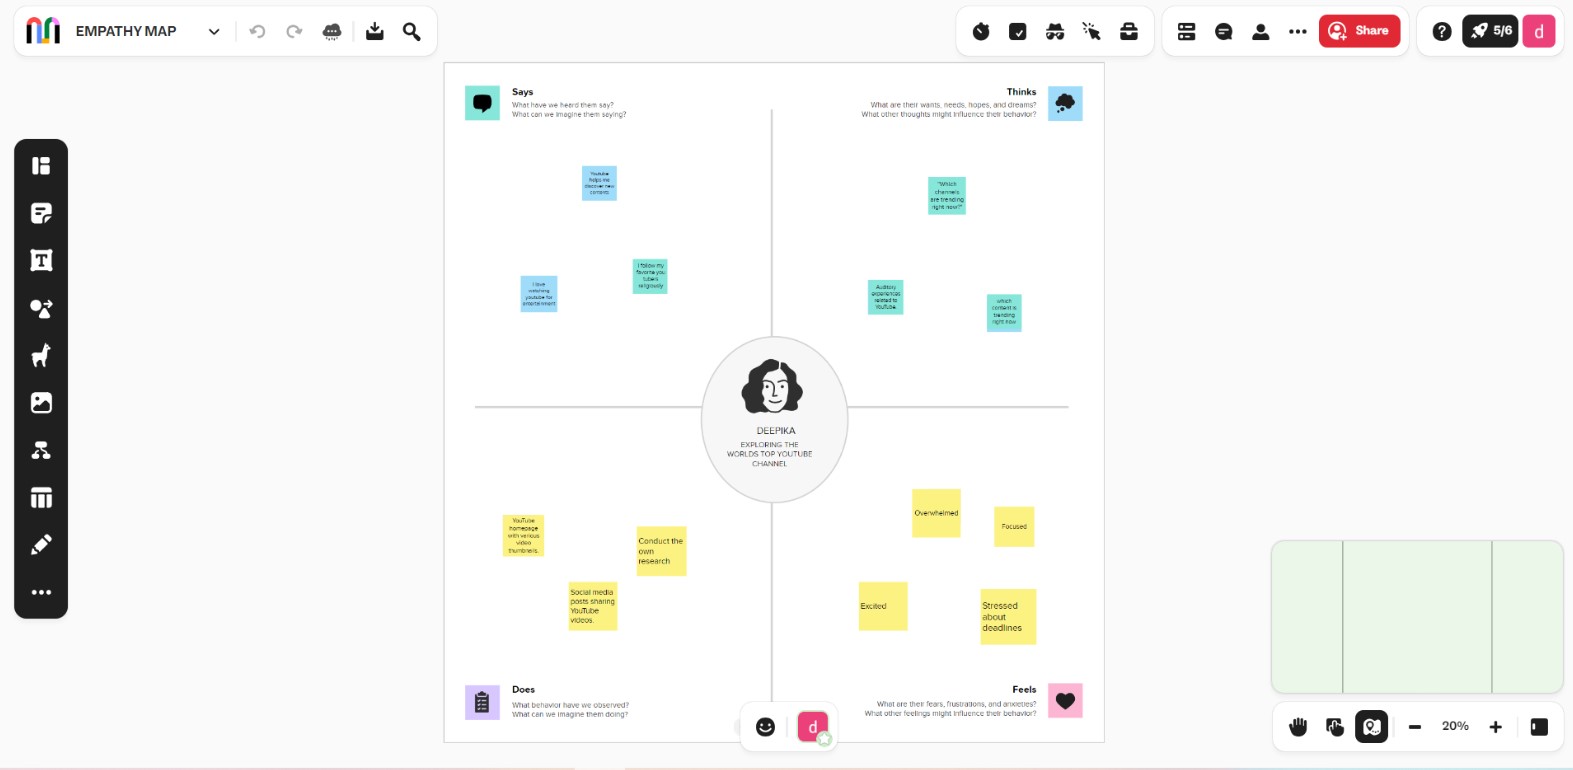 EMPATHY MAP
Share
5/6
d
Says
What have we heard them say?
What can we imagine them saying?
Thinks
What are their wants, needs, hopes, and dreams?
What other thoughts might influence their behavior?
Youtube
helps me
discover new
contents
I love
watching
youtube for
entertainment
I follow my
favorite you
tubers
religiously
"Which
channels
are trending
right now?"
Auditory
experiences
related to
YouTube.
which
content is
trending
right now
DEEPIKA
EXPLORING THE
WORLDS TOP YOUTUBE
CHANNEL
YouTube
homepage
with various
video
thumbnails.
Conduct the
own
research
Social media
posts sharing
YouTube
videos.
Overwhelmed
Focused
Excited
Stressed
about
deadlines
Does
What behavior have we observed?
What can we imagine them doing?
Feels
What are their fears, frustrations, and anxieties?
What other feelings might influence their behavior?
d
20%